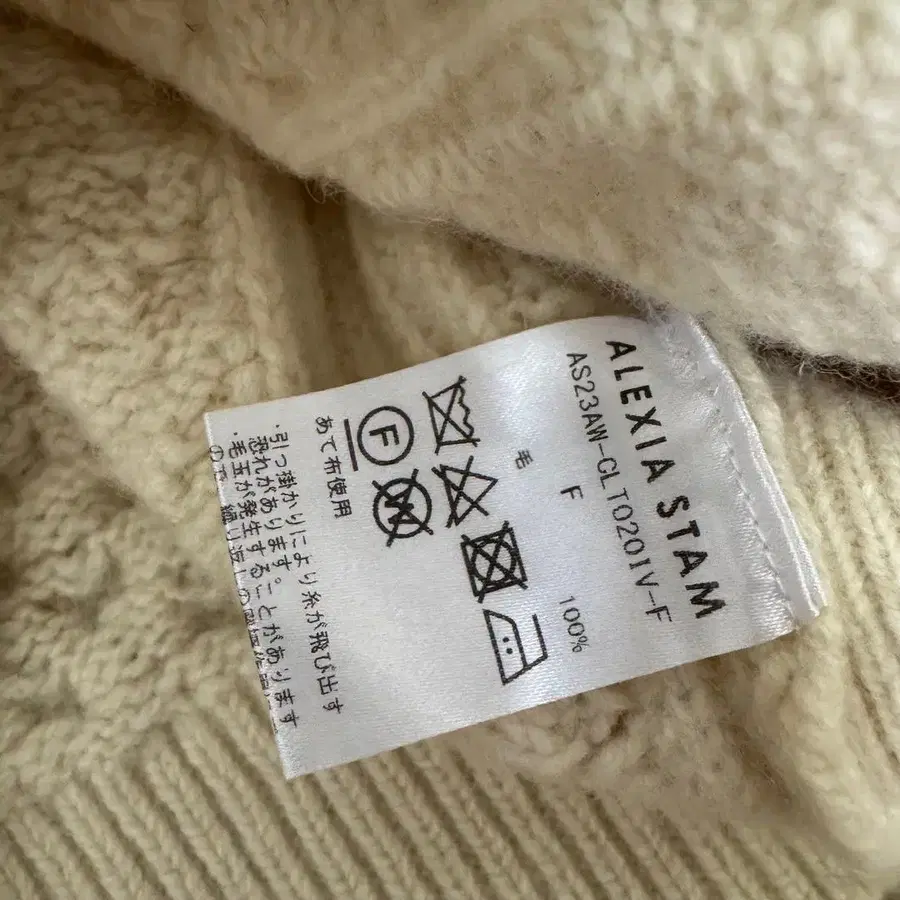 ALEXIA STAM
AS23AW-CLT0201V-F
F
毛 100%
F W
あて布使用
・引っ掛かりにより糸が飛び出す
恐れがあります。
・毛玉が発生することがあります